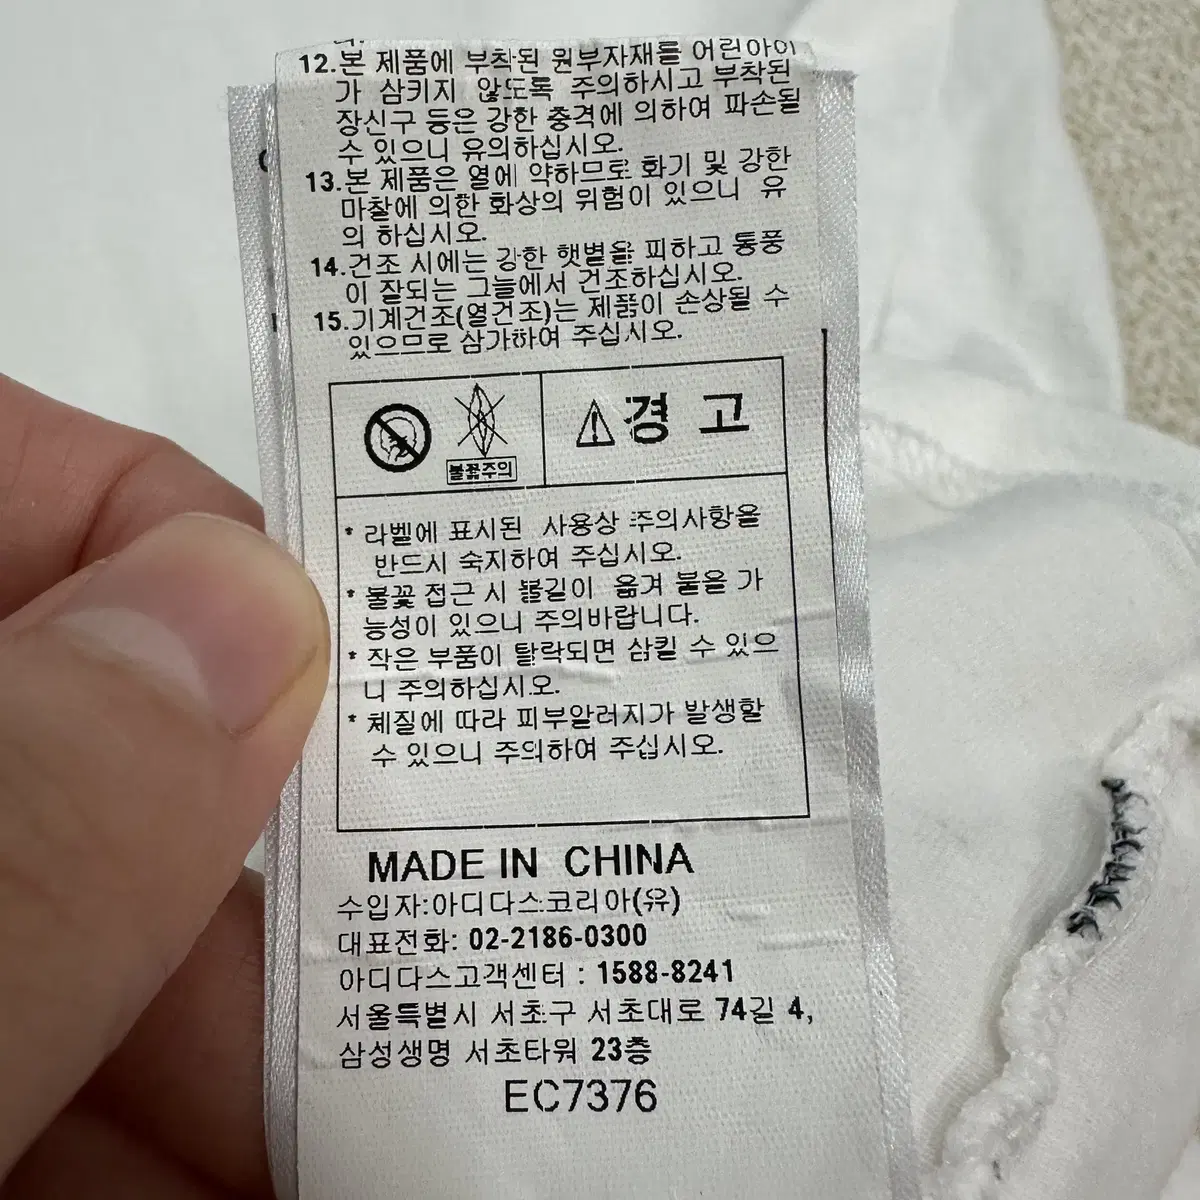 12.본 제품에 부착된 원부자재를 어린아이
가 삼키지 않도록 주의하시고 부착된
장신구 등은 강한 충격에 의하여 파손될
수 있으니 유의하십시오.
13.본 제품은 열에 약하므로 화기 및 강한
마찰에 의한 화상의 위험이 있으니 유
의 하십시오.
14.건조 시에는 강한 햇볕을 피하고 통풍
이 잘되는 그늘에서 건조하십시오.
15.기계건조(열건조)는 제품이 손상될 수
있으므로 삼가하여 주십시오.
불꽃주의
경 고
* 라벨에 표시된 사용상 주의사항을
반드시 숙지하여 주십시오.
* 불꽃 접근 시 불길이 옮겨 붙을 가
능성이 있으니 주의바랍니다.
* 작은 부품이 탈락되면 삼킬 수 있으
니 주의하십시오.
* 체질에 따라 피부알러지가 발생할
수 있으니 주의하여 주십시오.
MADE IN CHINA
수입자:아디다스코리아(유)
대표전화: 02-2186-0300
아디다스고객센터 : 1588-8241
서울특별시 서초구 서초대로 74길 4,
삼성생명 서초타워 23층
EC7376